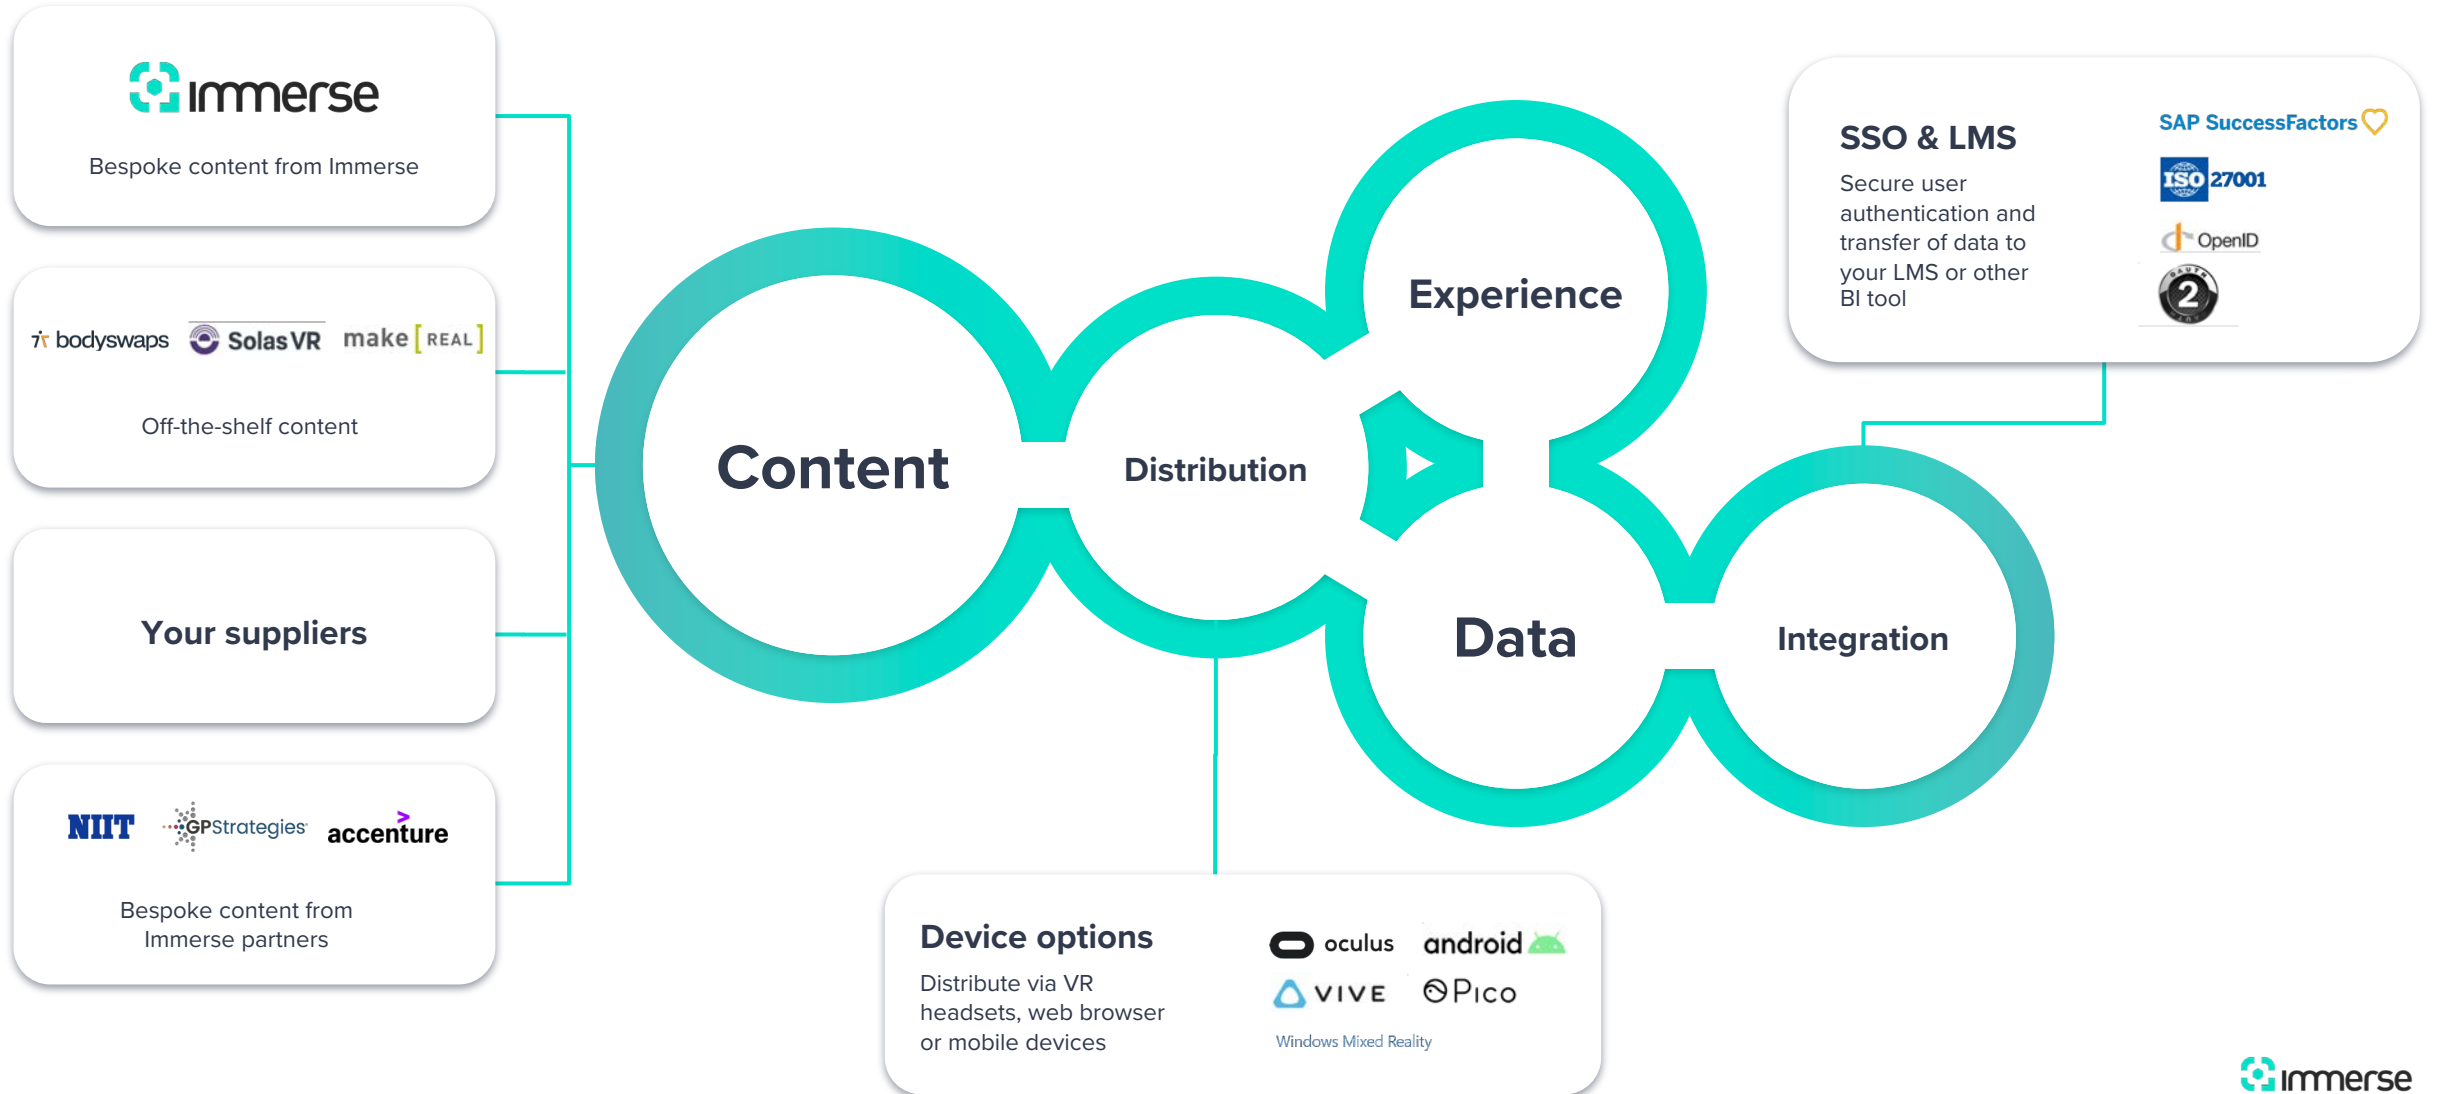 immerse
Bespoke content from Immerse
bodyswaps
Solas VR
make [REAL]
Off-the-shelf content
Your suppliers
NIIT
GPStrategies
accenture
Bespoke content from
Immerse partners
Content
Distribution
Experience
Data
Integration
SSO & LMS
Secure user
authentication and
transfer of data to
your LMS or other
BI tool
SAP SuccessFactors
ISO 27001
OpenID
OAUTH
2
Device options
Distribute via VR
headsets, web browser
or mobile devices
oculus
android
VIVE
Pico
Windows Mixed Reality
immerse